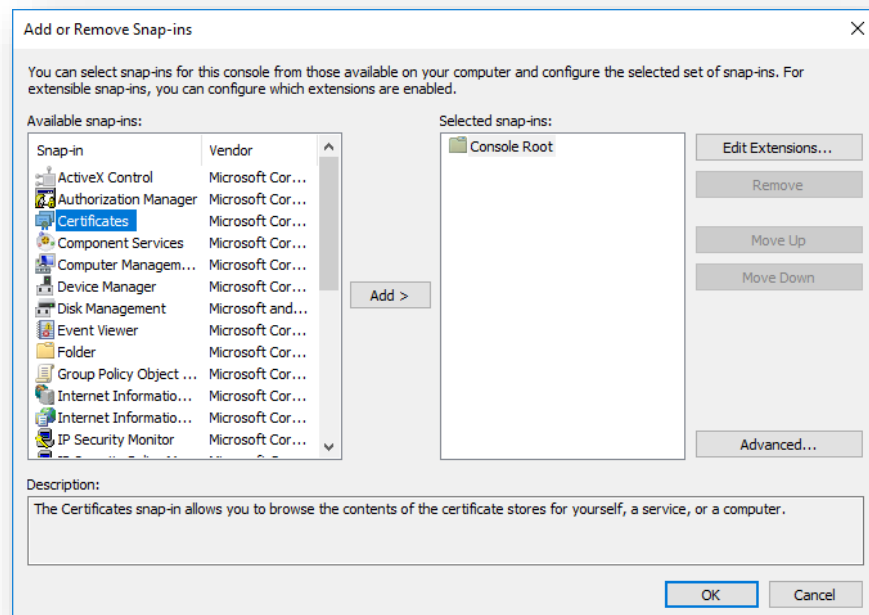 Add or Remove Snap-ins
You can select snap-ins for this console from those available on your computer and configure the selected set of snap-ins. For
extensible snap-ins, you can configure which extensions are enabled.
Available snap-ins:
Snap-in Vendor
ActiveX Control Microsoft Cor...
Authorization Manager Microsoft Cor...
Certificates Microsoft Cor...
Component Services Microsoft Cor...
Computer Managem... Microsoft Cor...
Device Manager Microsoft Cor...
Disk Management Microsoft and...
Event Viewer Microsoft Cor...
Folder Microsoft Cor...
Group Policy Object ... Microsoft Cor...
Internet Informatio... Microsoft Cor...
Internet Informatio... Microsoft Cor...
IP Security Monitor Microsoft Cor...
Add >
Selected snap-ins:
Console Root
Edit Extensions...
Remove
Move Up
Move Down
Advanced...
Description:
The Certificates snap-in allows you to browse the contents of the certificate stores for yourself, a service, or a computer.
OK
Cancel